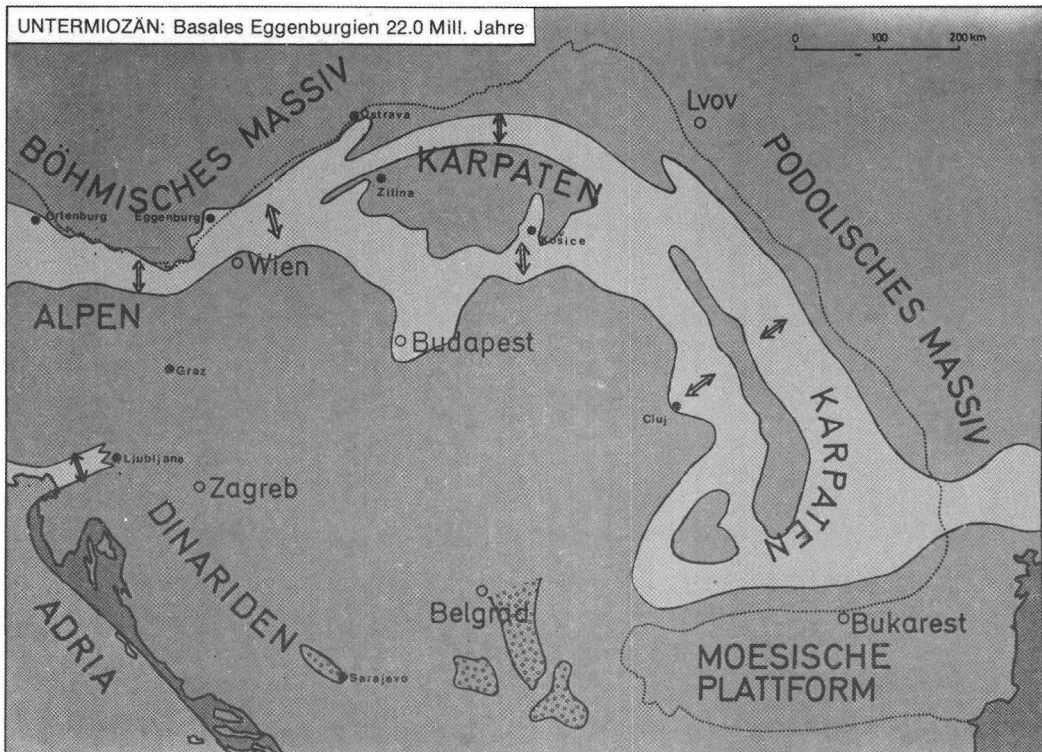 UNTERMIOZÄN: Basales Eggenburgien 22.0 Mill. Jahre
0 100 200 km
Lvov
Ostrava
BÖHMISCHES MASSIV
KARPATEN
PODOLISCHES MASSIV
Zilina
Ortenburg
Eggenburg
Košice
Wien
ALPEN
Budapest
Graz
Cluj
KARPATEN
Ljubljana
Zagreb
DINARIDEN
ADRIA
Belgrad
Bukarest
Sarajevo
MOESISCHE
PLATTFORM